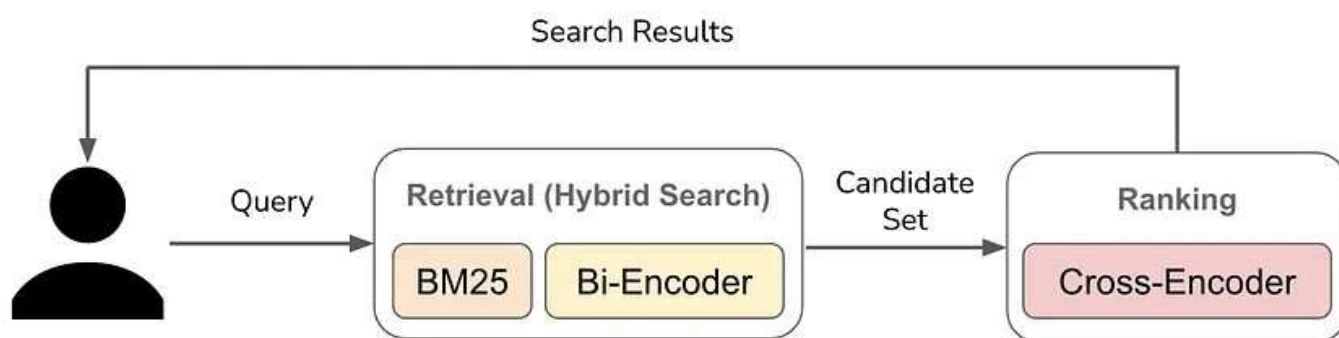 Search Results
Query
Retrieval (Hybrid Search)
BM25
Bi-Encoder
Candidate
Set
Ranking
Cross-Encoder